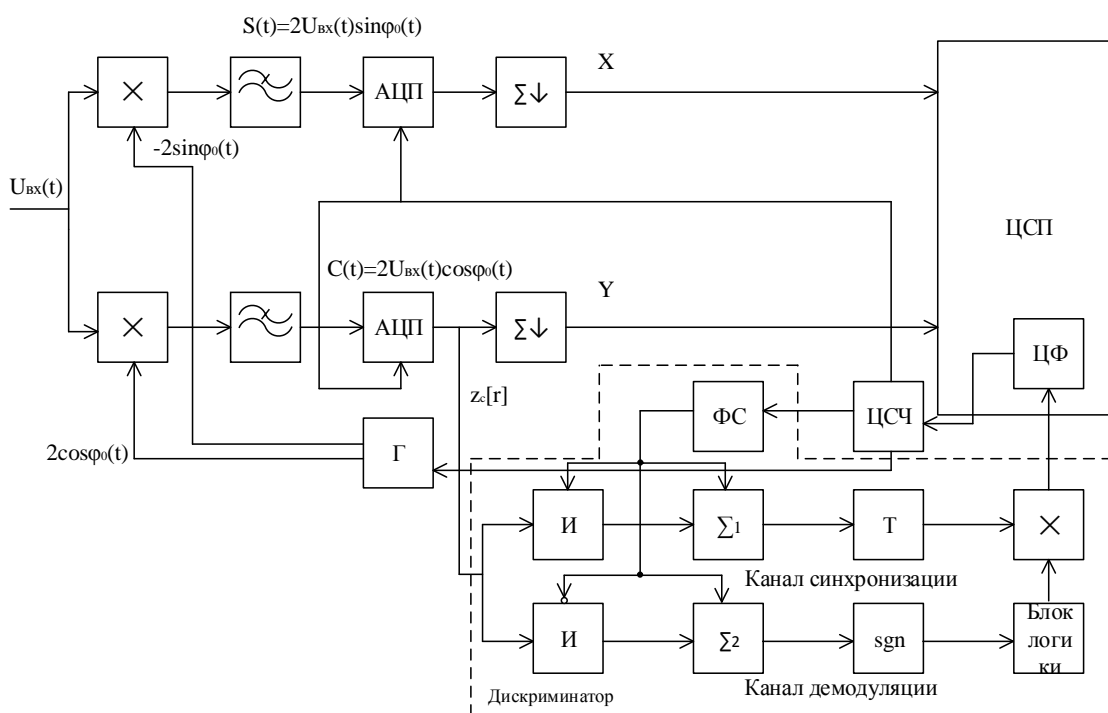 S(t)=2Uвх(t)sinφ₀(t)
X
АЦП
∑↓
-2sinφ₀(t)
Uвх(t)
ЦСП
C(t)=2Uвх(t)cosφ₀(t)
Y
АЦП
∑↓
ЦФ
zc[r]
ФС
ЦСЧ
2cosφ₀(t)
Г
И
∑1
Т
Канал синхронизации
И
∑2
sgn
Блок
логи
ки
Дискриминатор
Канал демодуляции